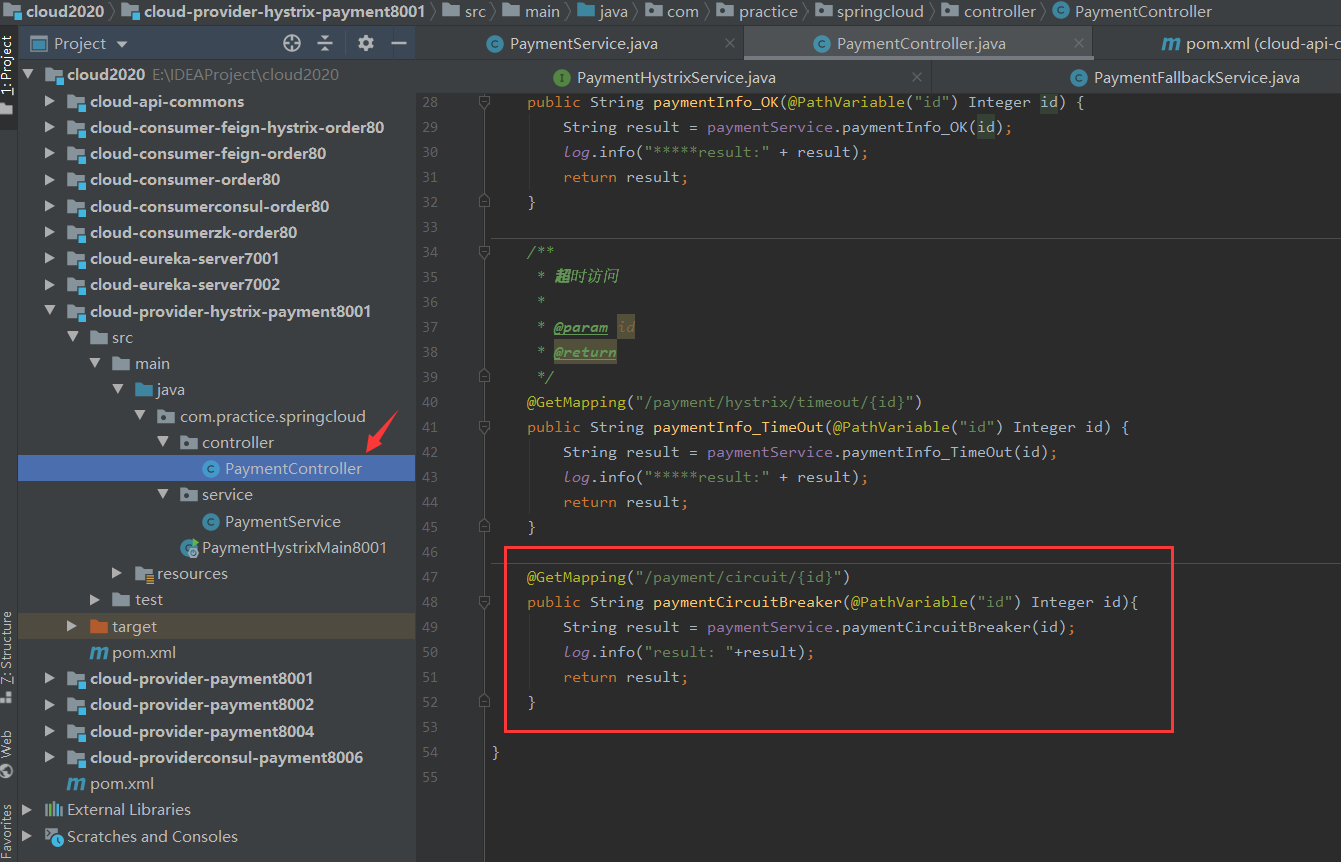 cloud2020 〉 cloud-provider-hystrix-payment8001 〉 src 〉 main 〉 java 〉 com 〉 practice 〉 springcloud 〉 controller 〉 PaymentController
1: Project
Project
PaymentService.java
PaymentController.java
pom.xml (cloud-api-c
PaymentHystrixService.java
PaymentFallbackService.java
cloud2020 E:\IDEAProject\cloud2020
cloud-api-commons
cloud-consumer-feign-hystrix-order80
cloud-consumer-feign-order80
cloud-consumer-order80
cloud-consumerconsul-order80
cloud-consumerzk-order80
cloud-eureka-server7001
cloud-eureka-server7002
cloud-provider-hystrix-payment8001
src
main
java
com.practice.springcloud
controller
PaymentController
service
PaymentService
PaymentHystrixMain8001
resources
test
target
pom.xml
cloud-provider-payment8001
cloud-provider-payment8002
cloud-provider-payment8004
cloud-providerconsul-payment8006
pom.xml
External Libraries
Scratches and Consoles
Z: Structure
Web
Favorites
28 public String paymentInfo_OK(@PathVariable("id") Integer id) {
29 String result = paymentService.paymentInfo_OK(id);
30 log.info("*****result:" + result);
31 return result;
32 }
33
34 /**
35 * 超时访问
36 *
37 * @param id
38 * @return
39 */
40 @GetMapping("/payment/hystrix/timeout/{id}")
41 public String paymentInfo_TimeOut(@PathVariable("id") Integer id) {
42 String result = paymentService.paymentInfo_TimeOut(id);
43 log.info("*****result:" + result);
44 return result;
45 }
46
47 @GetMapping("/payment/circuit/{id}")
48 public String paymentCircuitBreaker(@PathVariable("id") Integer id){
49 String result = paymentService.paymentCircuitBreaker(id);
50 log.info("result: "+result);
51 return result;
52 }
53
54 }
55